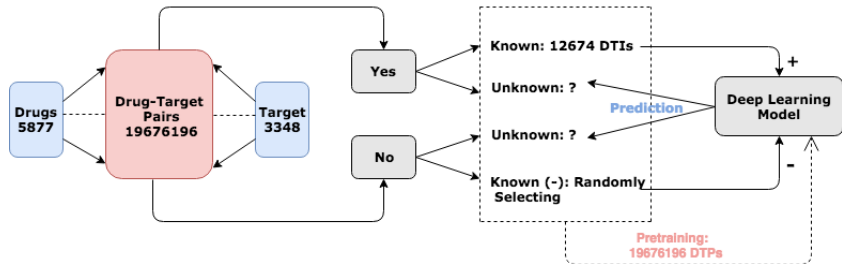 Drugs
5877
Drug-Target
Pairs
19676196
Target
3348
Yes
No
Known: 12674 DTIs
Unknown: ?
Unknown: ?
Known (-): Randomly
Selecting
Prediction
+
-
Deep Learning
Model
Pretraining:
19676196 DTPs